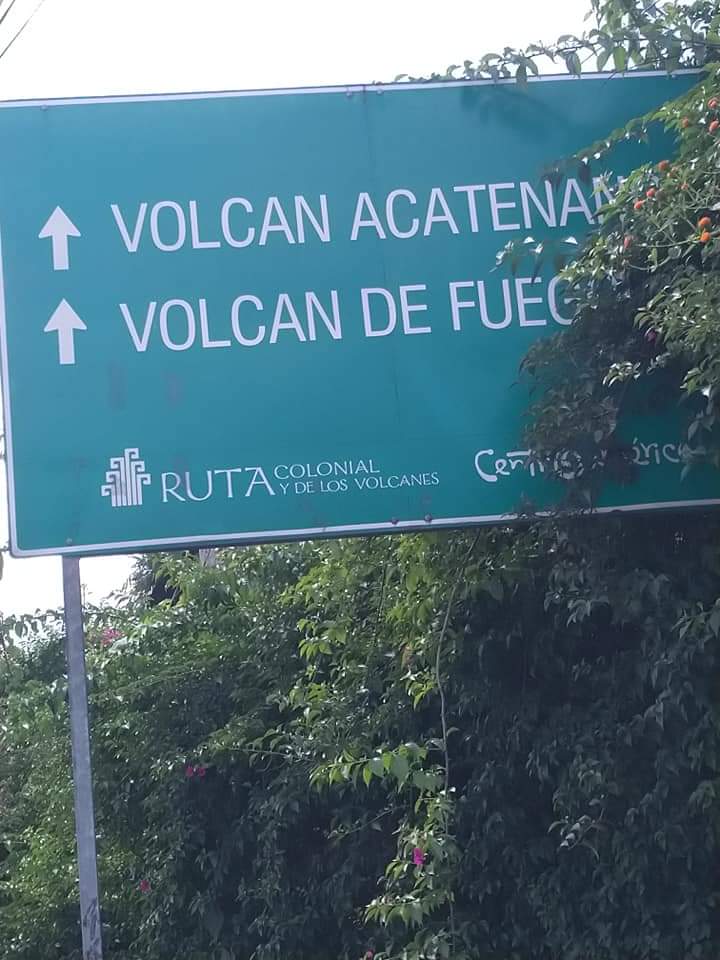 VOLCAN ACATENAN
VOLCAN DE FUEG
RUTA COLONIAL
Y DE LOS VOLCANES